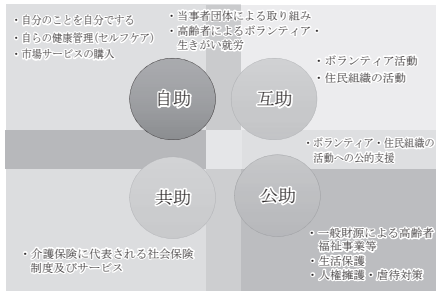 ・自分のことを自分でする
・自らの健康管理(セルフケア)
・市場サービスの購入
・当事者団体による取り組み
・高齢者によるボランティア・
生きがい就労
自助
互助
・ボランティア活動
・住民組織の活動
・ボランティア・住民組織の
活動への公的支援
共助
公助
・介護保険に代表される社会保険
制度及びサービス
・一般財源による高齢者
福祉事業等
・生活保護
・人権擁護・虐待対策